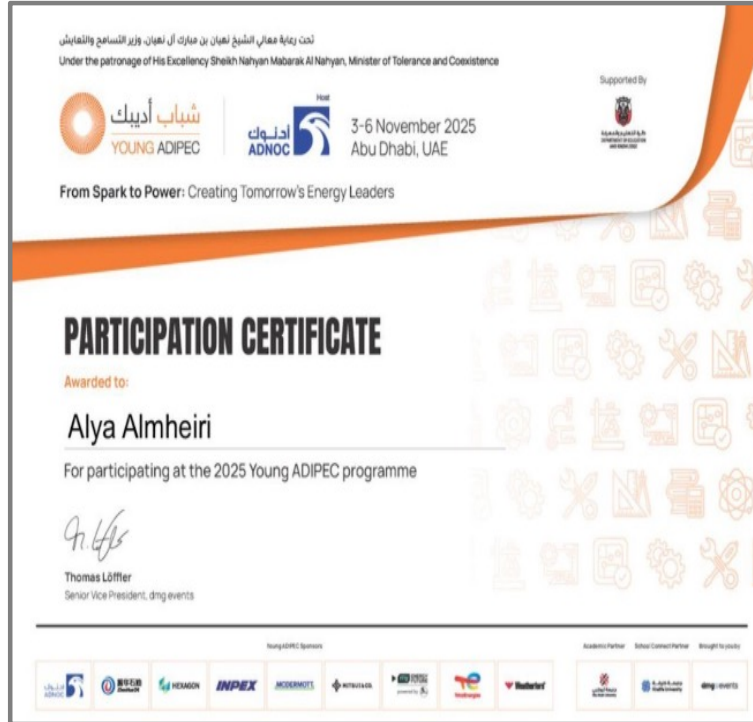 تحت رعاية معالي الشيخ نهيان بن مبارك آل نهيان، وزير التسامح والتعايش
Under the patronage of His Excellency Sheikh Nahyan Mabarak Al Nahyan, Minister of Tolerance and Coexistence
Supported By
Host
شباب أديبك
YOUNG ADIPEC
أدنوك
ADNOC
3-6 November 2025
Abu Dhabi, UAE
From Spark to Power: Creating Tomorrow's Energy Leaders
PARTICIPATION CERTIFICATE
Awarded to:
Alya Almheiri
For participating at the 2025 Young ADIPEC programme
Thomas Löffler
Senior Vice President, dmg events
Young ADIPEC Sponsors
Academic Partner
School Connect Partner
Brought to you by
أدنوك
ADNOC
HEXAGON
INPEX
MCDERMOTT
MITSUI & CO.
TotalEnergies
Weatherford
dmg::events